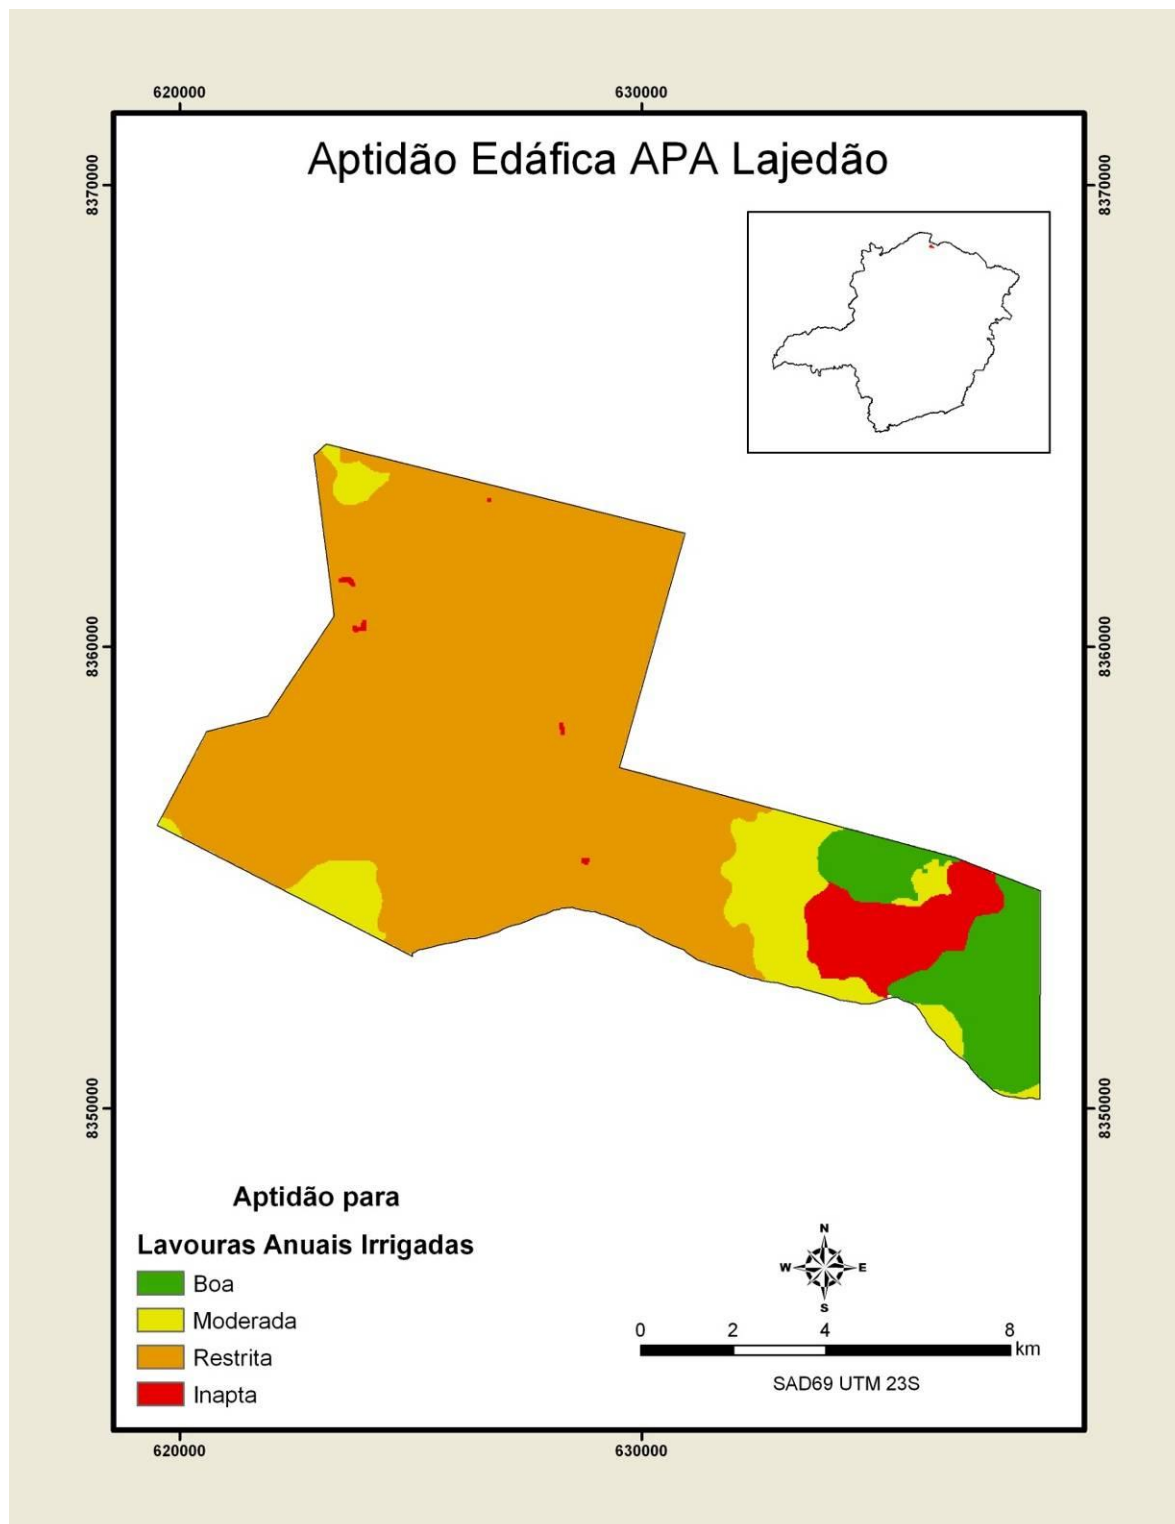 620000
630000
Aptidão Edáfica APA Lajedão
8370000
8370000
8360000
8360000
8350000
8350000
Aptidão para
Lavouras Anuais Irrigadas
Boa
Moderada
Restrita
Inapta
N
W
E
S
0 2 4 8
km
SAD69 UTM 23S
620000
630000